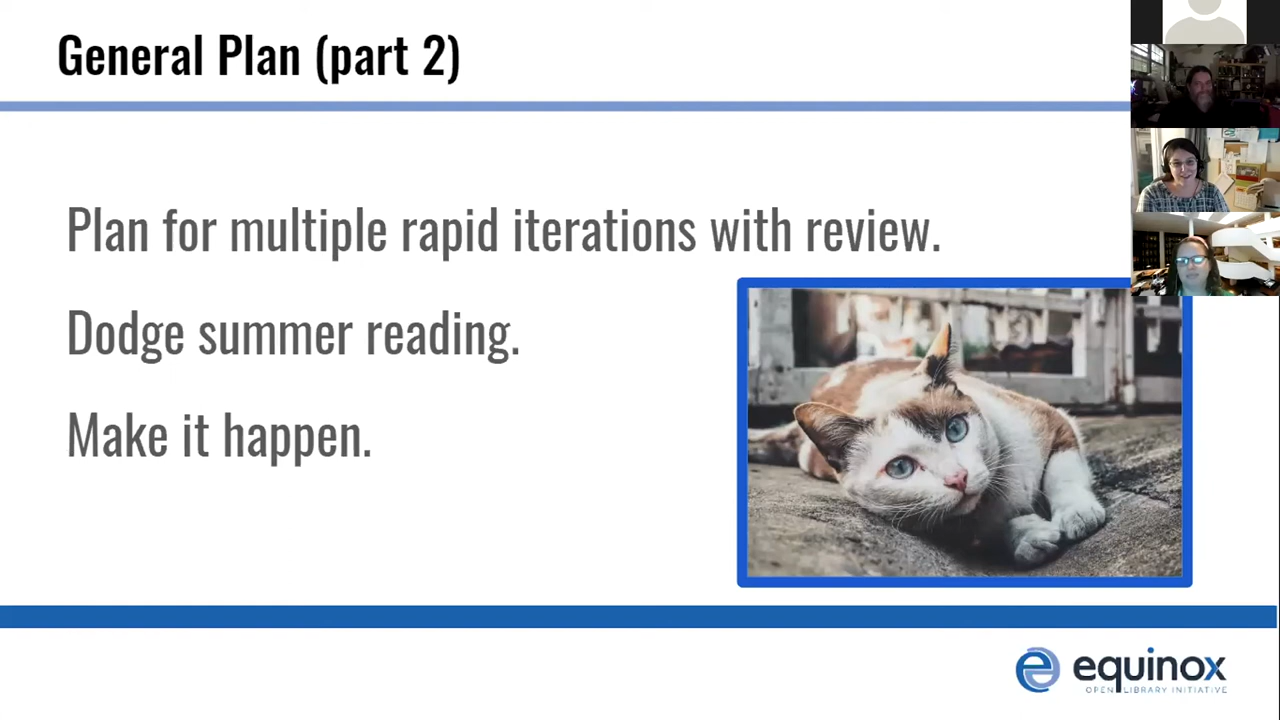 General Plan (part 2)
Plan for multiple rapid iterations with review.
Dodge summer reading.
Make it happen.
equinox
OPEN LIBRARY INITIATIVE